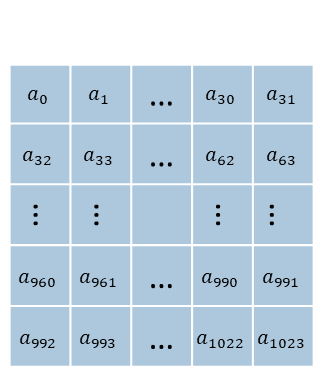 a₀ a₁ ... a₃₀ a₃₁
a₃₂ a₃₃ ... a₆₂ a₆₃
⋮ ⋮ ⋮ ⋮
a₉₆₀ a₉₆₁ ... a₉₉₀ a₉₉₁
a₉₉₂ a₉₉₃ ... a₁₀₂₂ a₁₀₂₃